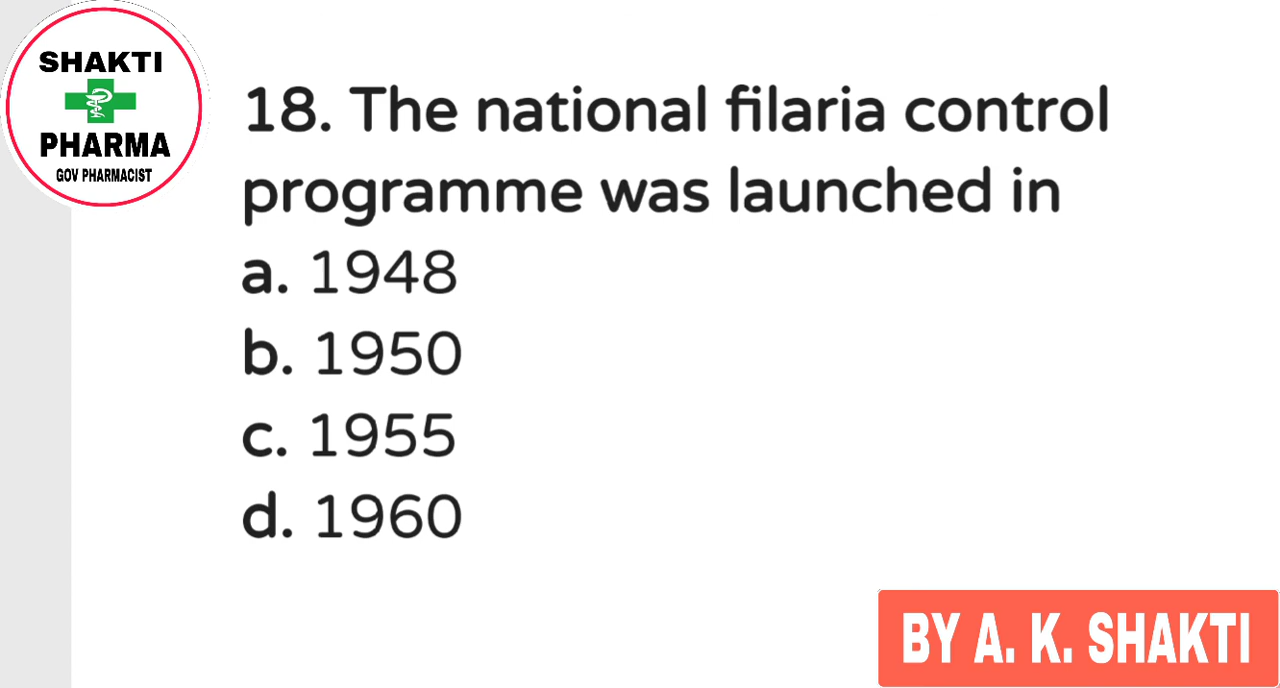 SHAKTI
PHARMA
GOV PHARMACIST
18. The national filaria control
programme was launched in
a. 1948
b. 1950
c. 1955
d. 1960
BY A. K. SHAKTI